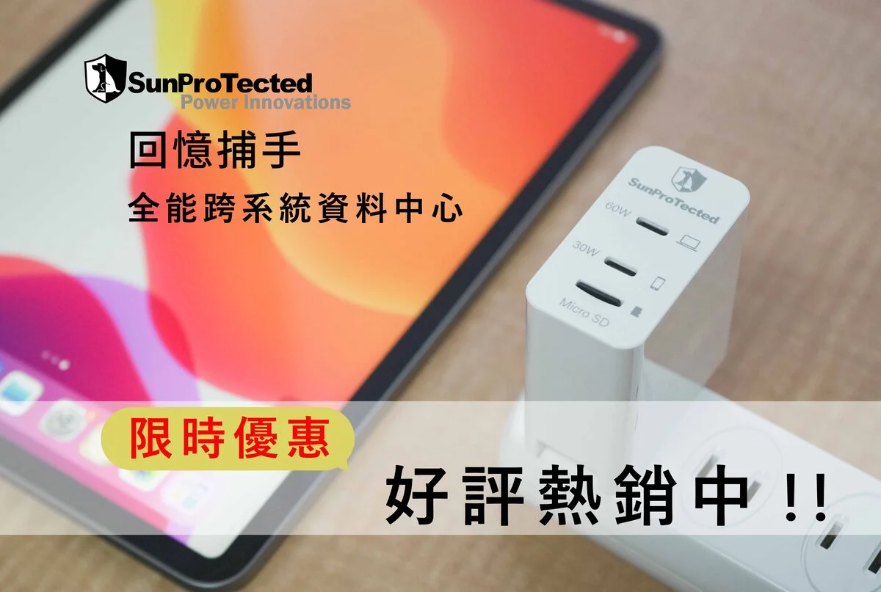 SunProTected
Power Innovations
回憶捕手
全能跨系統資料中心
SunProTected
60W
30W
Micro SD
限時優惠
好評熱銷中!!